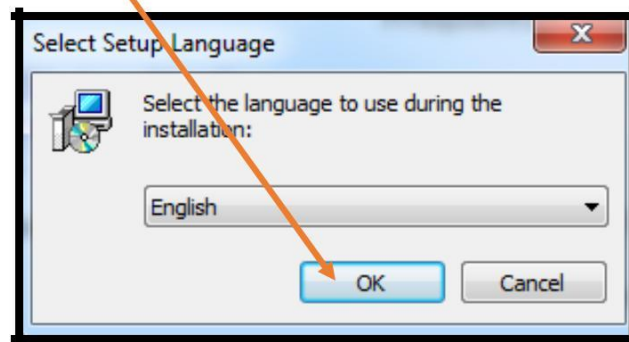 Select Setup Language
Select the language to use during the
installation:
English
OK
Cancel